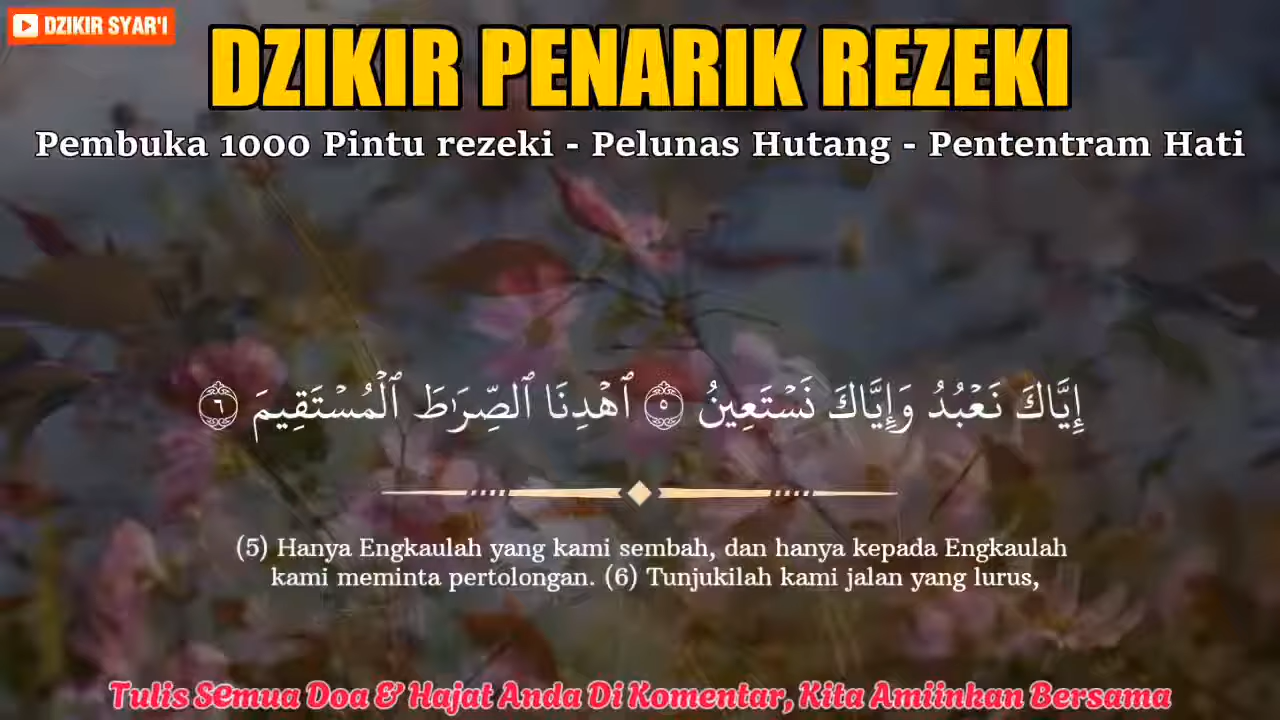 DZIKIR SYAR'I
DZIKIR PENARIK REZEKI
Pembuka 1000 Pintu rezeki - Pelunas Hutang - Pententram Hati
إِيَّاكَ نَعْبُدُ وَإِيَّاكَ نَسْتَعِينُ ۝٥ ٱهْدِنَا ٱلصِّرَٰطَ ٱلْمُسْتَقِيمَ ۝٦
(5) Hanya Engkaulah yang kami sembah, dan hanya kepada Engkaulah
kami meminta pertolongan. (6) Tunjukilah kami jalan yang lurus,
Tulis Semua Doa & Hajat Anda Di Komentar, Kita Amiinkan Bersama